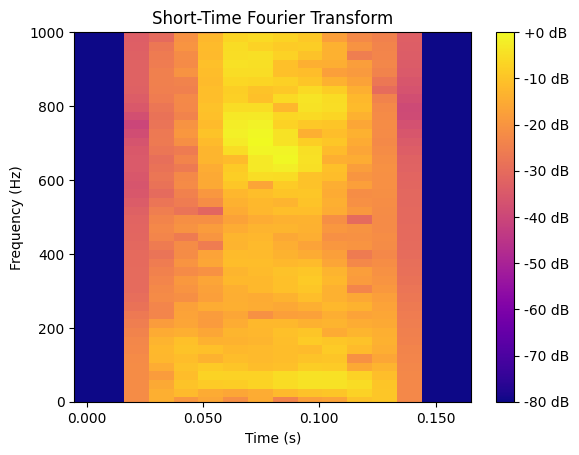 Short-Time Fourier Transform
1000
800
600
400
200
0
Frequency (Hz)
0.000
0.050
0.100
0.150
Time (s)
+0 dB
-10 dB
-20 dB
-30 dB
-40 dB
-50 dB
-60 dB
-70 dB
-80 dB